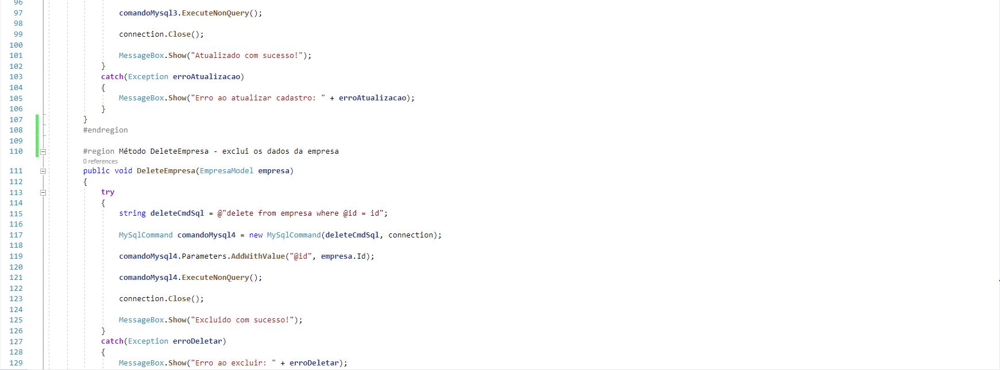 96
97 comandoMysql3.ExecuteNonQuery();
98
99 connection.Close();
100
101 MessageBox.Show("Atualizado com sucesso!");
102 }
103 catch(Exception erroAtualizacao)
104 {
105 MessageBox.Show("Erro ao atualizar cadastro: " + erroAtualizacao);
106 }
107 }
108 #endregion
109
110 #region Método DeleteEmpresa - exclui os dados da empresa
0 references
111 public void DeleteEmpresa(EmpresaModel empresa)
112 {
113 try
114 {
115 string deleteCmdSql = @"delete from empresa where @id = id";
116
117 MySqlCommand comandoMysql4 = new MySqlCommand(deleteCmdSql, connection);
118
119 comandoMysql4.Parameters.AddWithValue("@id", empresa.Id);
120
121 comandoMysql4.ExecuteNonQuery();
122
123 connection.Close();
124
125 MessageBox.Show("Excluido com sucesso!");
126 }
127 catch(Exception erroDeletar)
128 {
129 MessageBox.Show("Erro ao excluir: " + erroDeletar);